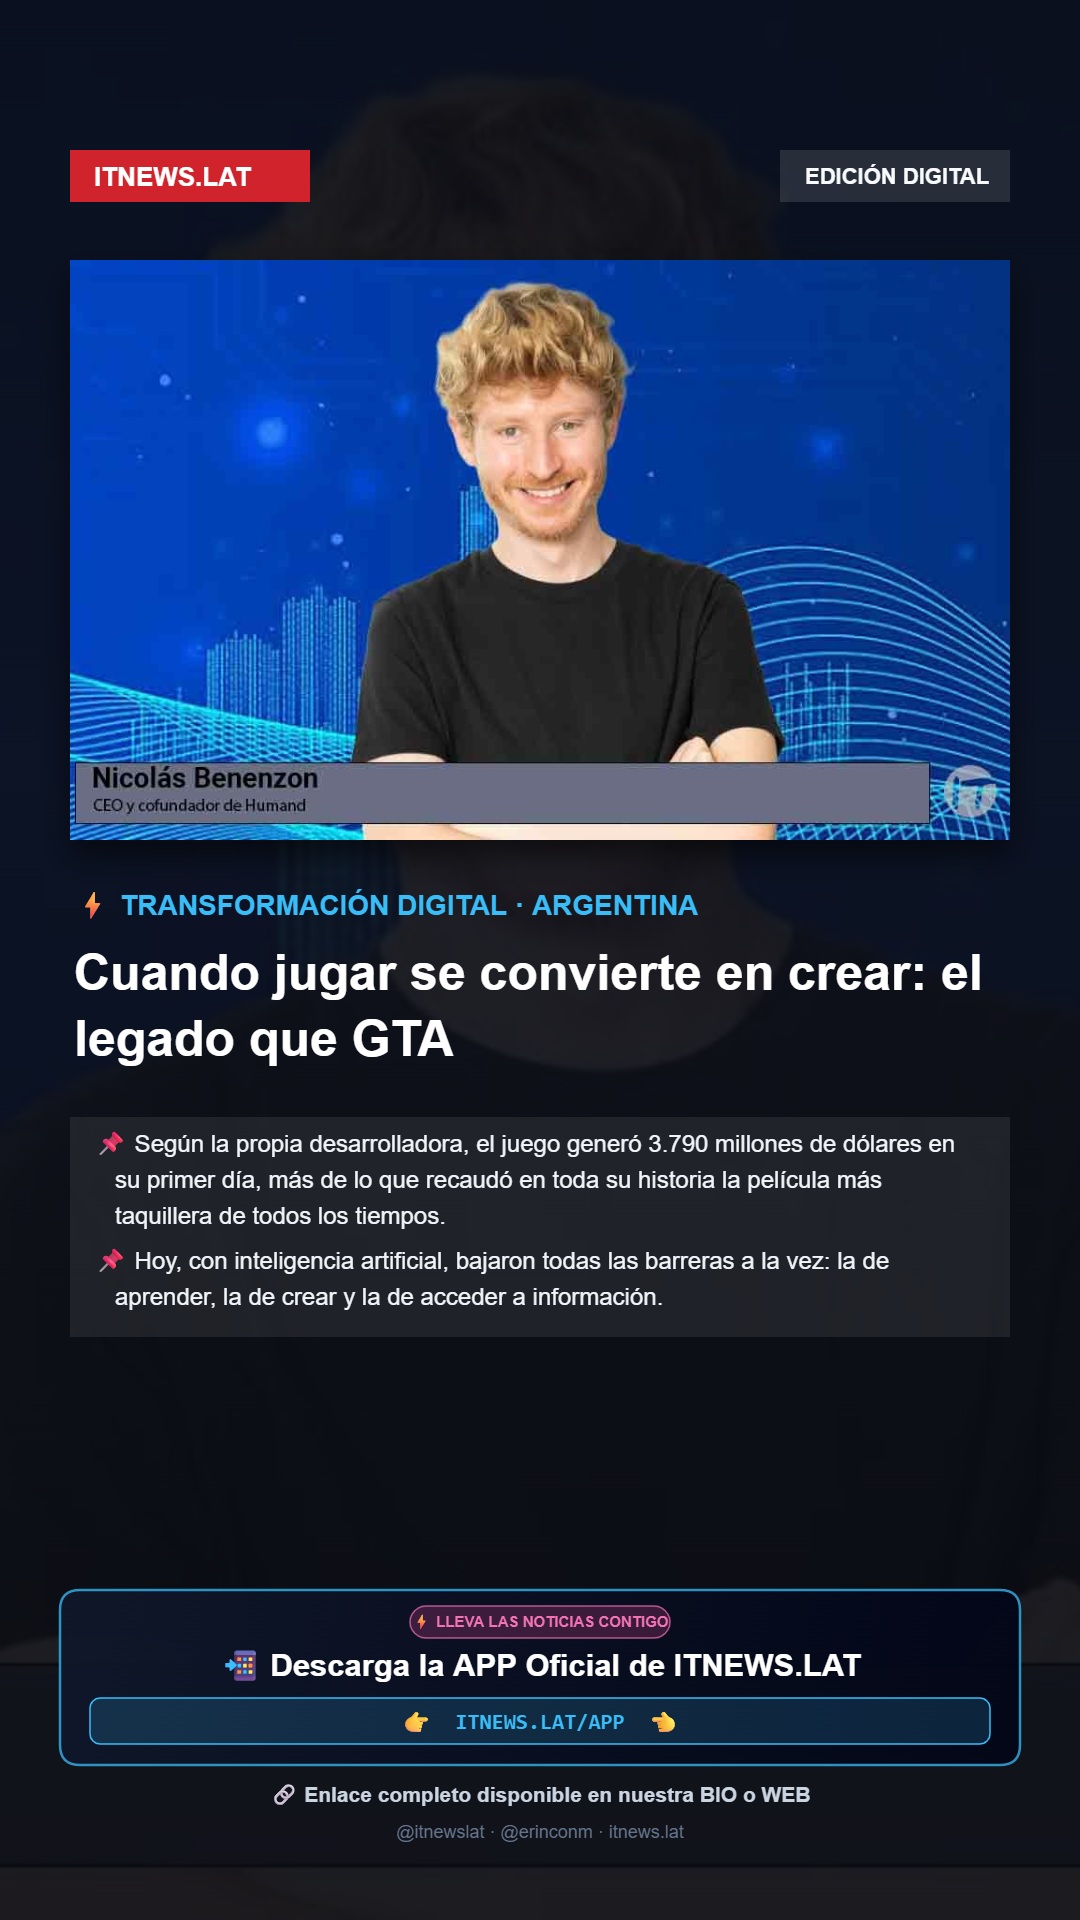 ITNEWS.LAT
EDICIÓN DIGITAL
Nicolás Benenzon
CEO y cofundador de Humand
TRANSFORMACIÓN DIGITAL · ARGENTINA
Cuando jugar se convierte en crear: el
legado que GTA
Según la propia desarrolladora, el juego generó 3.790 millones de dólares en
su primer día, más de lo que recaudó en toda su historia la película más
taquillera de todos los tiempos.
Hoy, con inteligencia artificial, bajaron todas las barreras a la vez: la de
aprender, la de crear y la de acceder a información.
LLEVA LAS NOTICIAS CONTIGO
Descarga la APP Oficial de ITNEWS.LAT
ITNEWS.LAT/APP
Enlace completo disponible en nuestra BIO o WEB
@itnewslat · @erinconm · itnews.lat